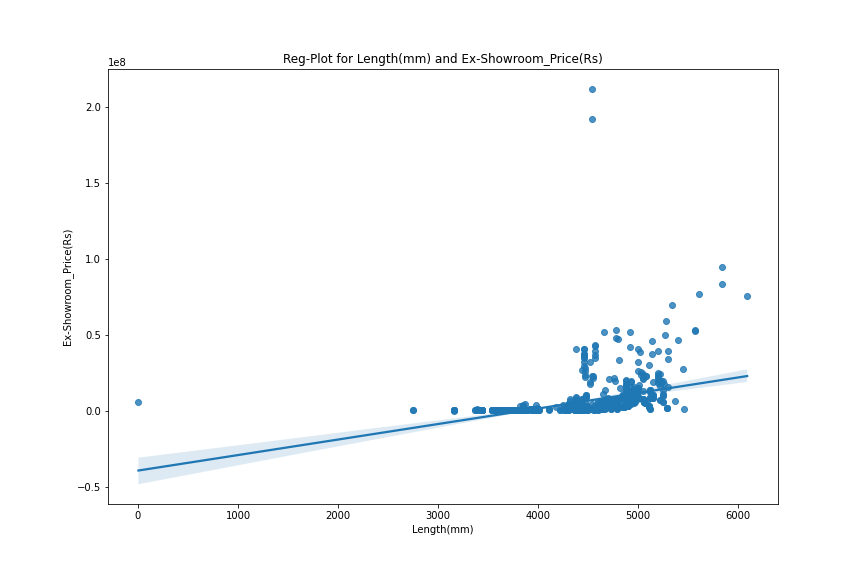 Reg-Plot for Length(mm) and Ex-Showroom_Price(Rs)
1e8
2.0
1.5
1.0
0.5
0.0
−0.5
Ex-Showroom_Price(Rs)
0 1000 2000 3000 4000 5000 6000
Length(mm)